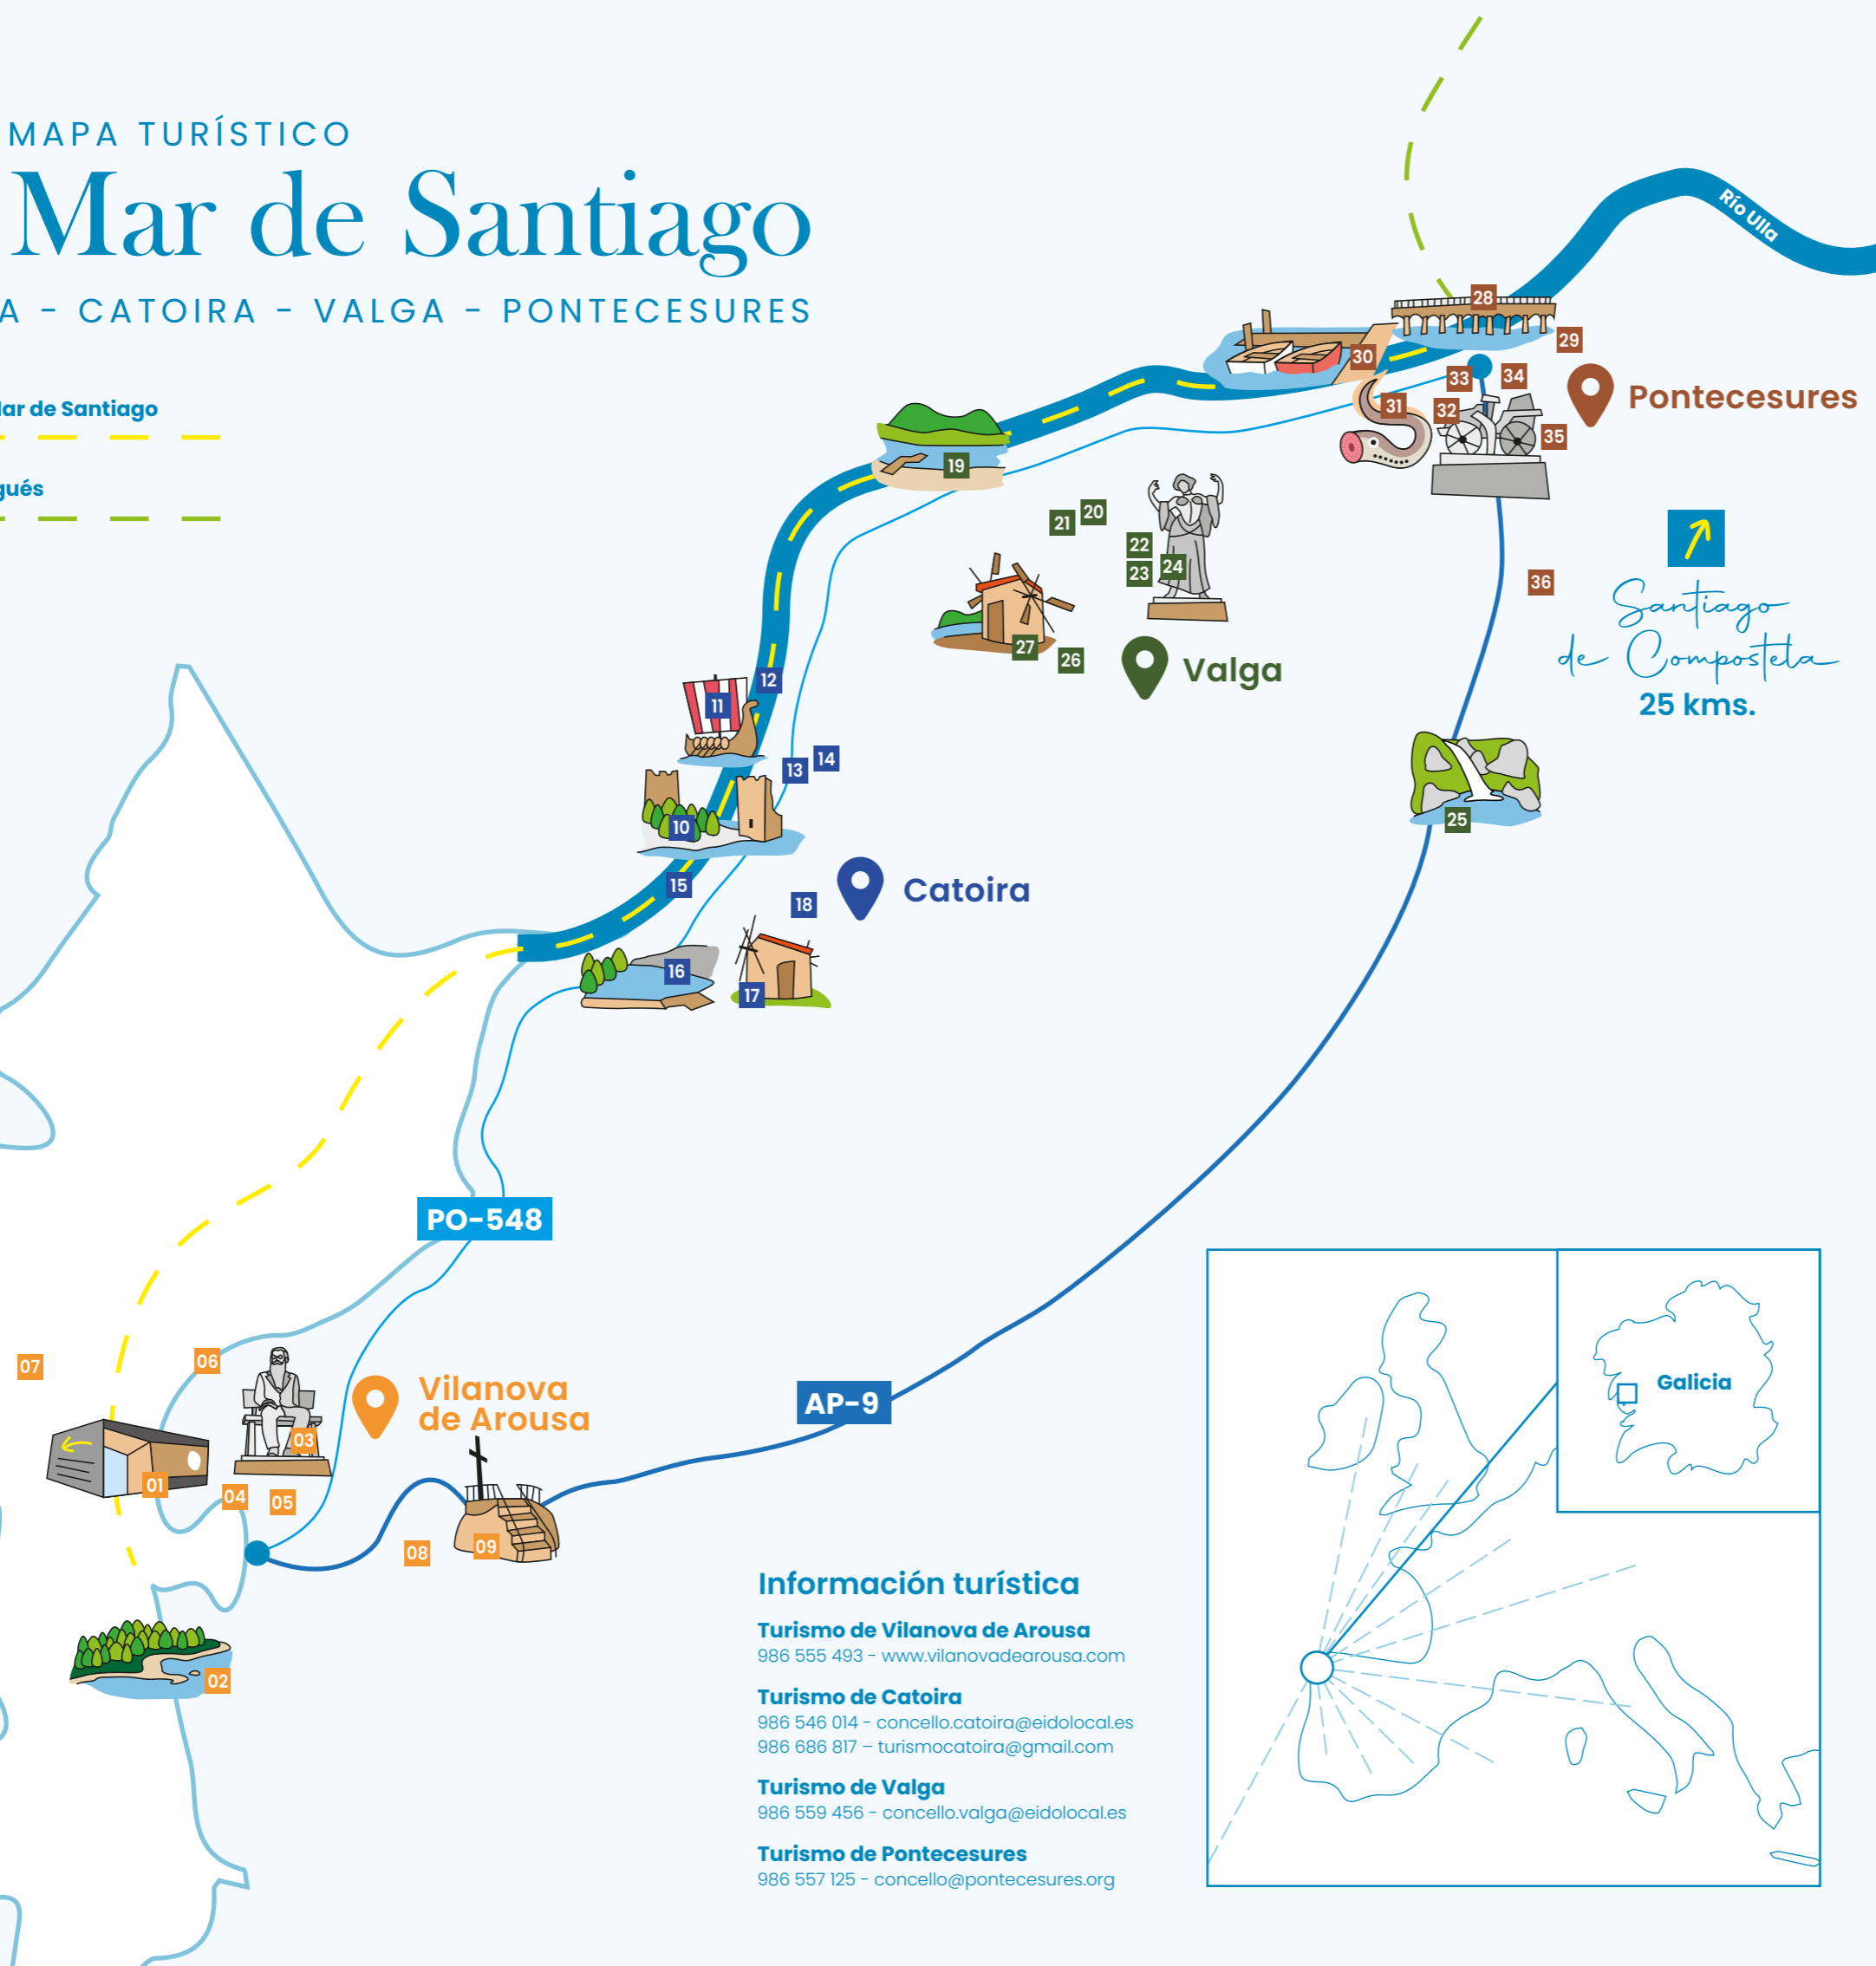 MAPA TURÍSTICO
Mar de Santiago
A - CATOIRA - VALGA - PONTECESURES
Mar de Santiago
gués
Río Ulla
28
29
30
33
34
31
32
35
Pontecesures
19
21
20
22
23
24
27
26
Valga
36
Santiago
de Compostela
25 kms.
25
12
11
13
14
10
15
18
Catoira
16
17
PO-548
07
06
Vilanova
de Arousa
03
01
04
05
08
09
02
AP-9
Galicia
Información turística
Turismo de Vilanova de Arousa
986 555 493 - www.vilanovadearousa.com
Turismo de Catoira
986 546 014 - concello.catoira@eidolocal.es
986 686 817 – turismocatoira@gmail.com
Turismo de Valga
986 559 456 - concello.valga@eidolocal.es
Turismo de Pontecesures
986 557 125 - concello@pontecesures.org